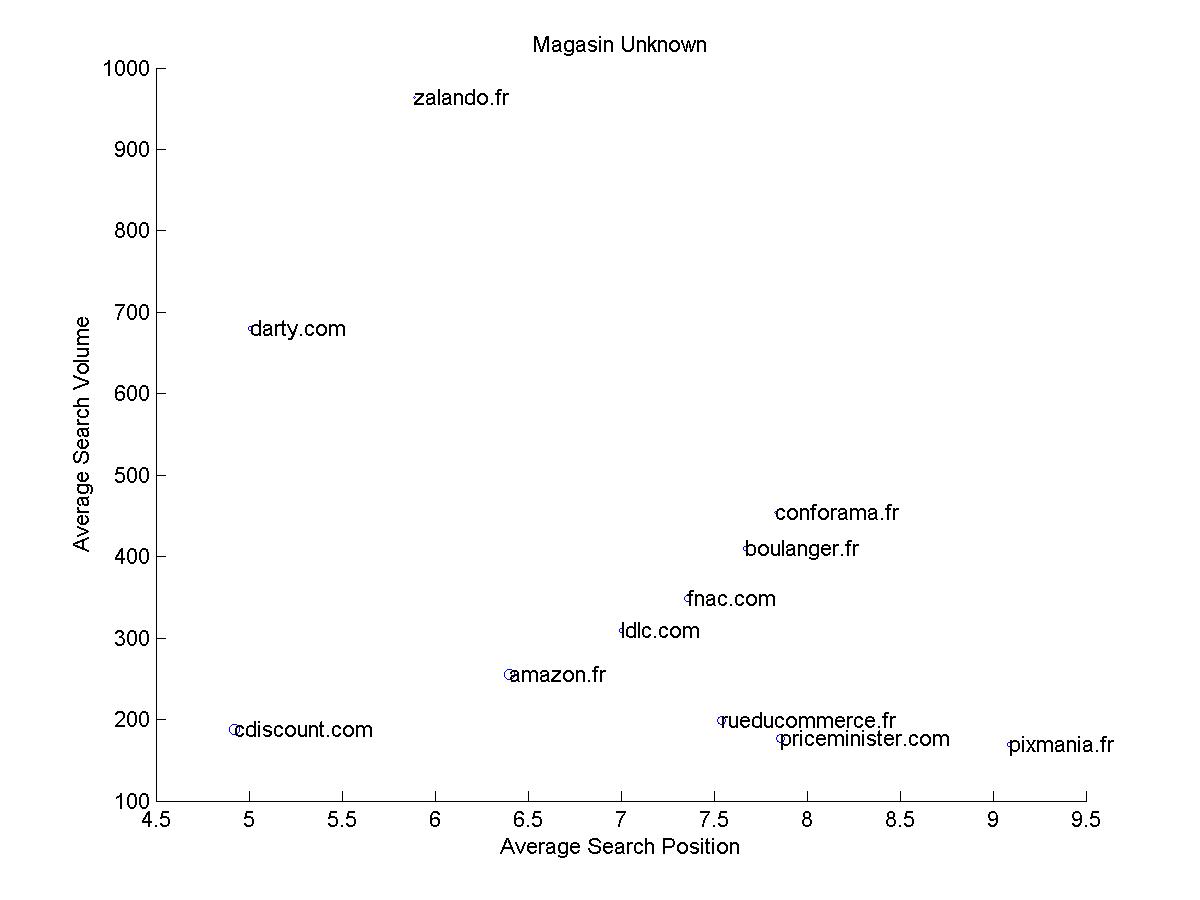 Magasin Unknown
1000
900
800
700
600
500
400
300
200
100
Average Search Volume
zalando.fr
darty.com
conforama.fr
boulanger.fr
fnac.com
ldlc.com
amazon.fr
cdiscount.com
rueducommerce.fr
priceminister.com
pixmania.fr
4.5 5 5.5 6 6.5 7 7.5 8 8.5 9 9.5
Average Search Position